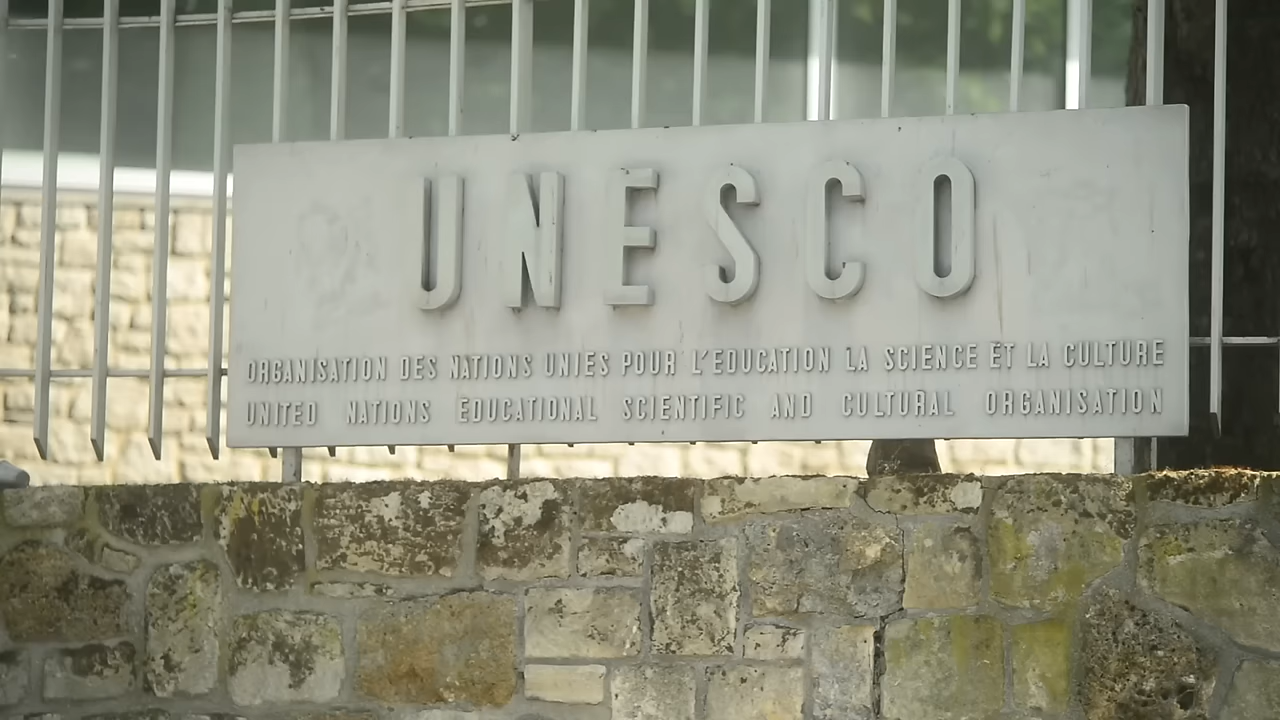 UNESCO
ORGANISATION DES NATIONS UNIES POUR L'EDUCATION LA SCIENCE ET LA CULTURE
UNITED NATIONS EDUCATIONAL SCIENTIFIC AND CULTURAL ORGANISATION